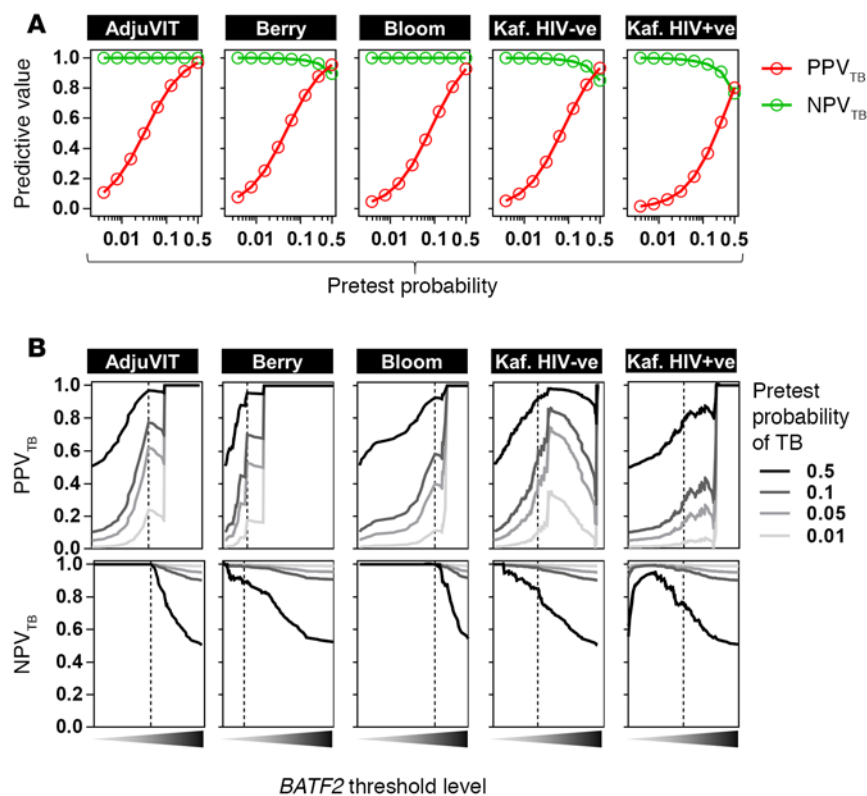 A
AdjuVIT Berry Bloom Kaf. HIV-ve Kaf. HIV+ve
Predictive value
1.0
0.8
0.6
0.4
0.2
0.0
0.01 0.1 0.5 0.01 0.1 0.5 0.01 0.1 0.5 0.01 0.1 0.5 0.01 0.1 0.5
Pretest probability
PPVTB
NPVTB
B
AdjuVIT Berry Bloom Kaf. HIV-ve Kaf. HIV+ve
PPVTB
1.0
0.8
0.6
0.4
0.2
0.0
NPVTB
1.0
0.8
0.6
0.4
0.2
0.0
Pretest
probability
of TB
0.5
0.1
0.05
0.01
BATF2 threshold level